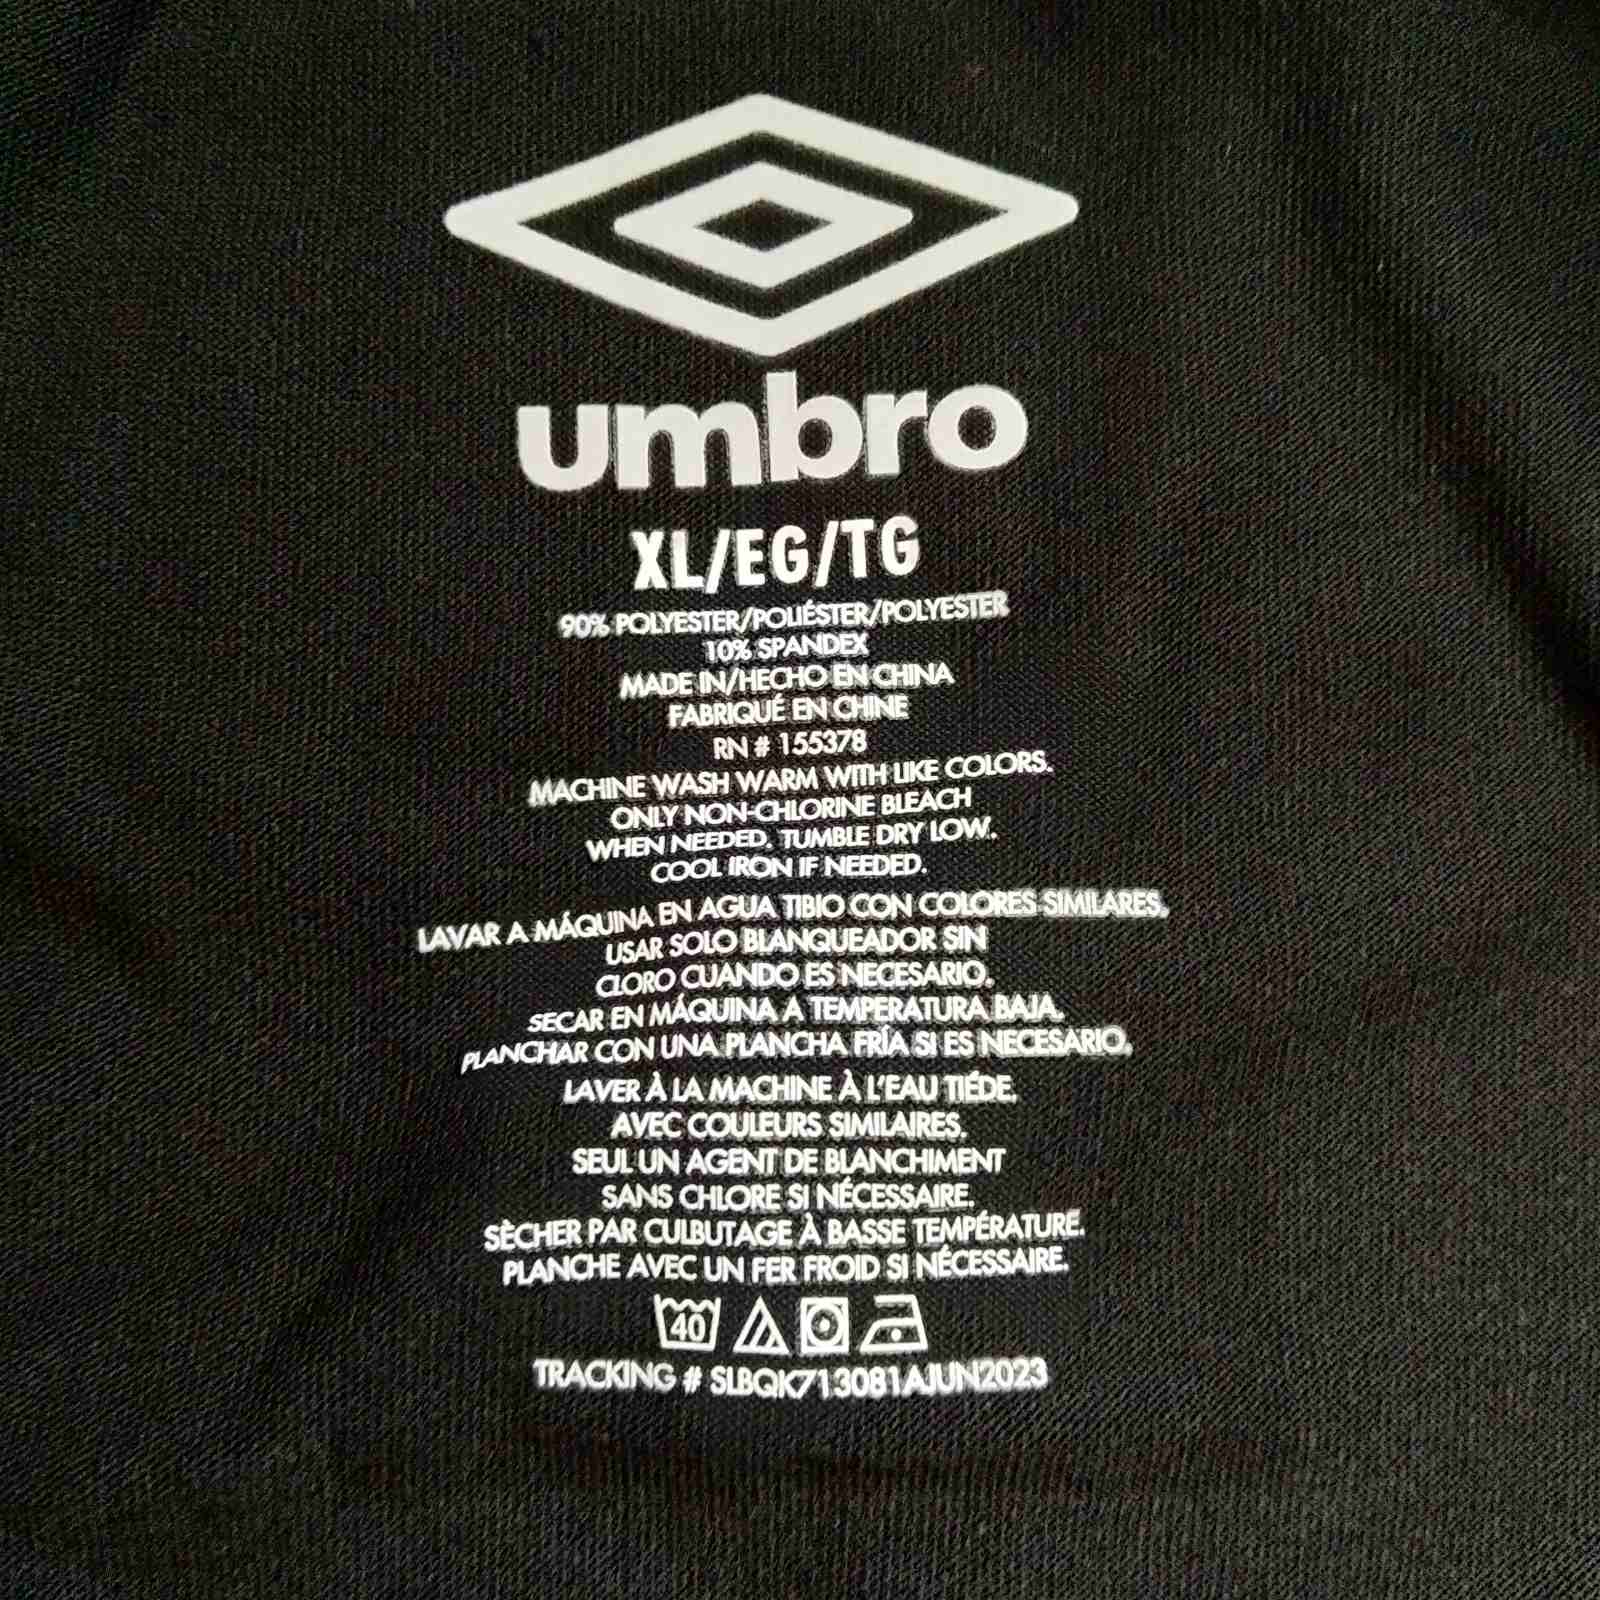 umbro
XL/EG/TG
90% POLYESTER/POLIÉSTER/POLYESTER
10% SPANDEX
MADE IN/HECHO EN CHINA
FABRIQUÉ EN CHINE
RN # 155378
MACHINE WASH WARM WITH LIKE COLORS.
ONLY NON-CHLORINE BLEACH
WHEN NEEDED. TUMBLE DRY LOW.
COOL IRON IF NEEDED.
LAVAR A MÁQUINA EN AGUA TIBIO CON COLORES SIMILARES.
USAR SOLO BLANQUEADOR SIN
CLORO CUANDO ES NECESARIO.
SECAR EN MÁQUINA A TEMPERATURA BAJA.
PLANCHAR CON UNA PLANCHA FRÍA SI ES NECESARIO.
LAVER À LA MACHINE À L'EAU TIÉDE.
AVEC COULEURS SIMILAIRES.
SEUL UN AGENT DE BLANCHIMENT
SANS CHLORE SI NÉCESSAIRE.
SÈCHER PAR CULBUTAGE À BASSE TEMPÉRATURE.
PLANCHE AVEC UN FER FROID SI NÉCESSAIRE.
40
TRACKING # SLBQK713081AJUN2023